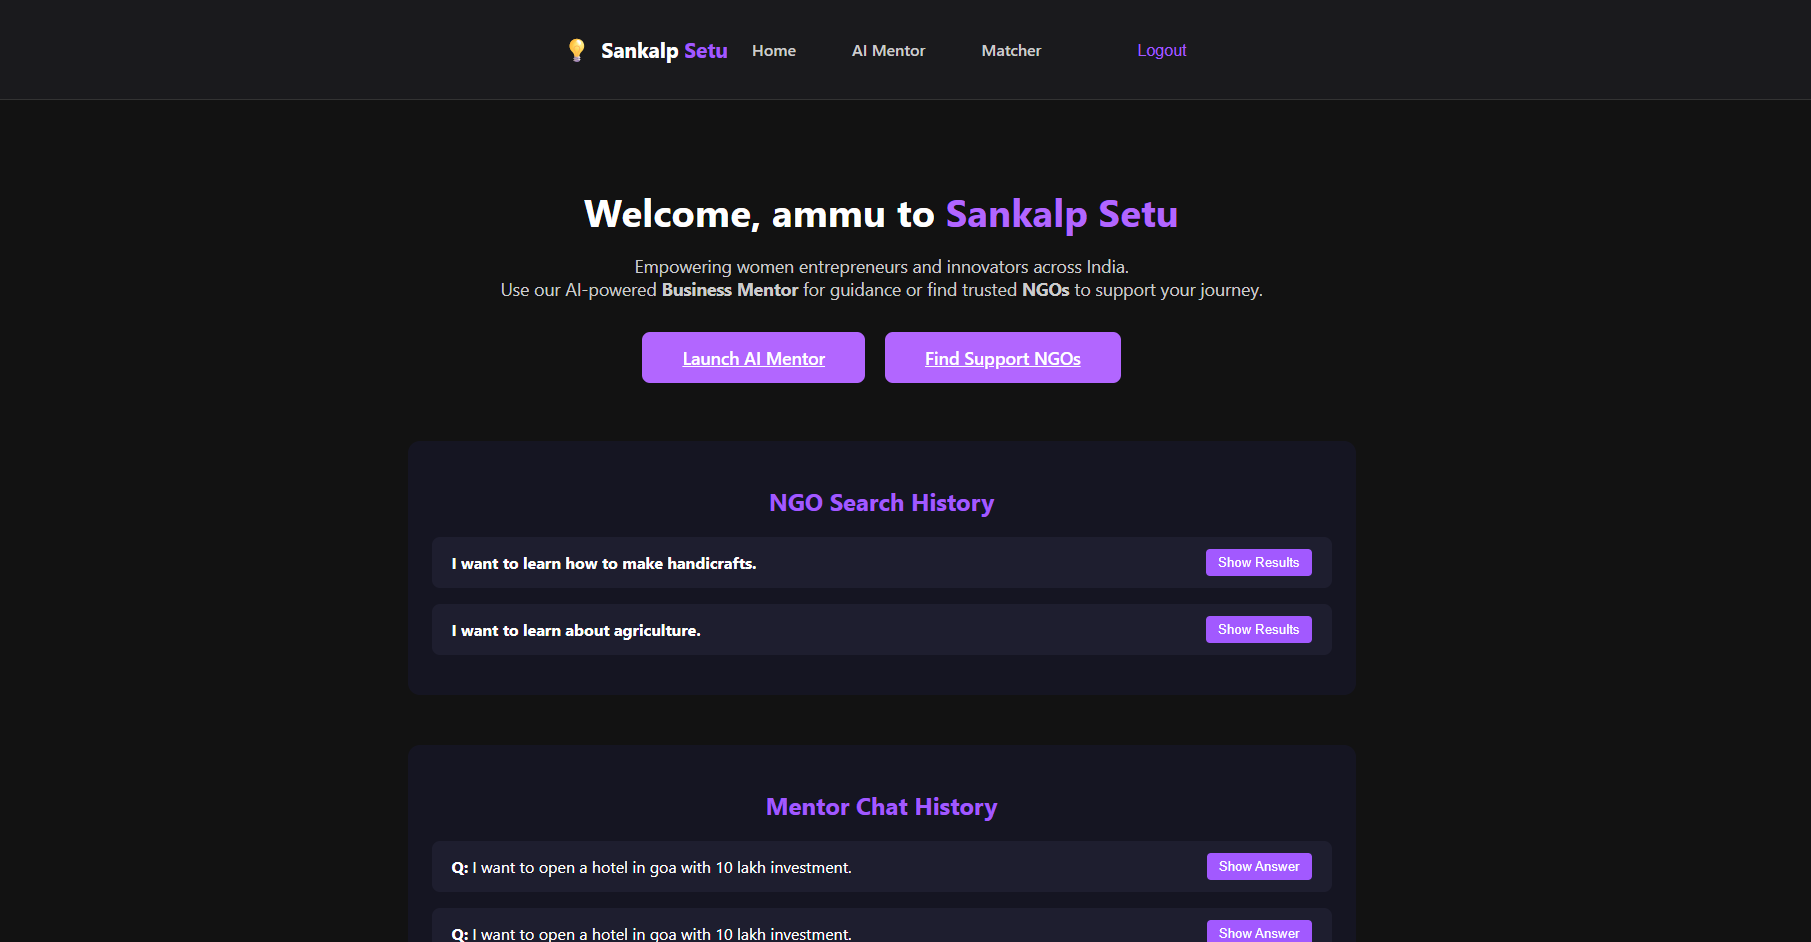 Sankalp Setu Home AI Mentor Matcher Logout
Welcome, ammu to Sankalp Setu
Empowering women entrepreneurs and innovators across India.
Use our AI-powered Business Mentor for guidance or find trusted NGOs to support your journey.
Launch AI Mentor Find Support NGOs
NGO Search History
I want to learn how to make handicrafts. Show Results
I want to learn about agriculture. Show Results
Mentor Chat History
Q: I want to open a hotel in goa with 10 lakh investment. Show Answer
Q: I want to open a hotel in goa with 10 lakh investment. Show Answer